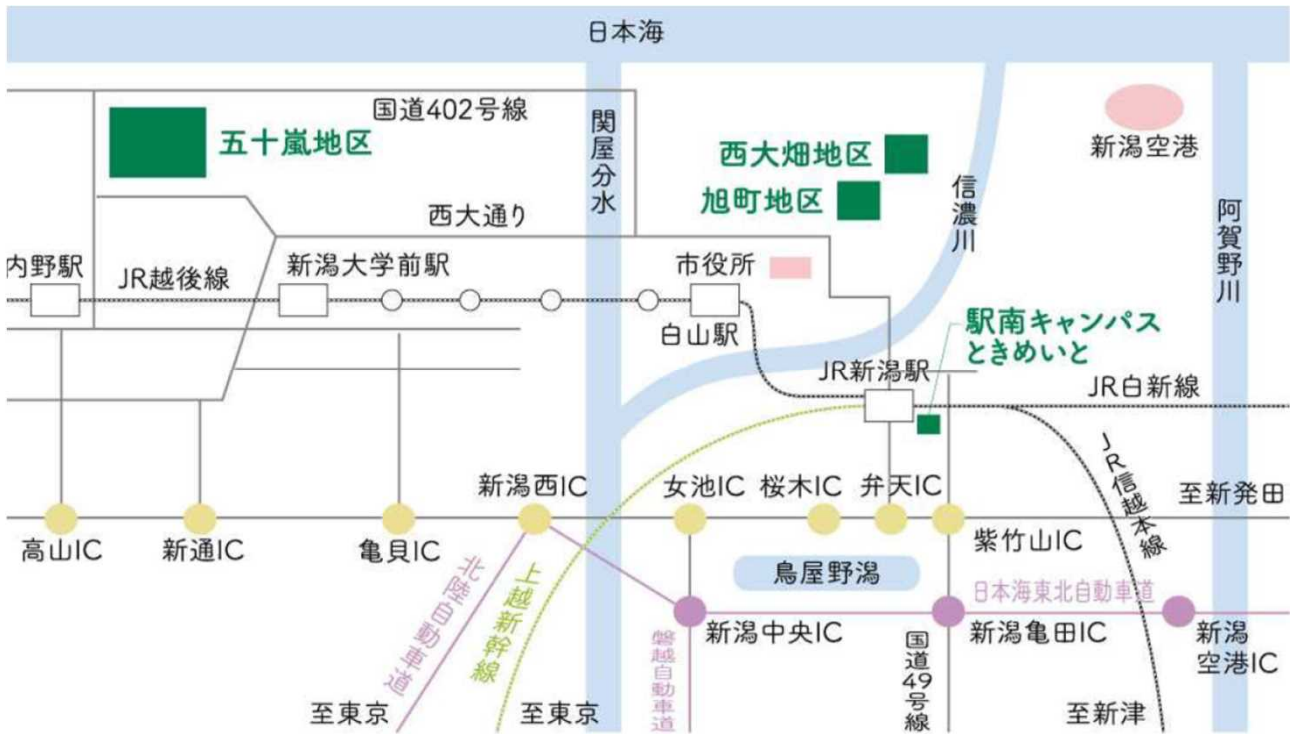 日本海
国道402号線
五十嵐地区
関屋分水
西大畑地区
旭町地区
信濃川
新潟空港
阿賀野川
西大通り
内野駅
JR越後線
新潟大学前駅
市役所
白山駅
駅南キャンパス
ときめいと
JR新潟駅
JR白新線
JR信越本線
新潟西IC
女池IC
桜木IC
弁天IC
至新発田
高山IC
新通IC
亀貝IC
紫竹山IC
北陸自動車道
上越新幹線
鳥屋野潟
日本海東北自動車道
新潟中央IC
新潟亀田IC
新潟
空港IC
磐越自動車道
国道49号線
至東京
至東京
至新津